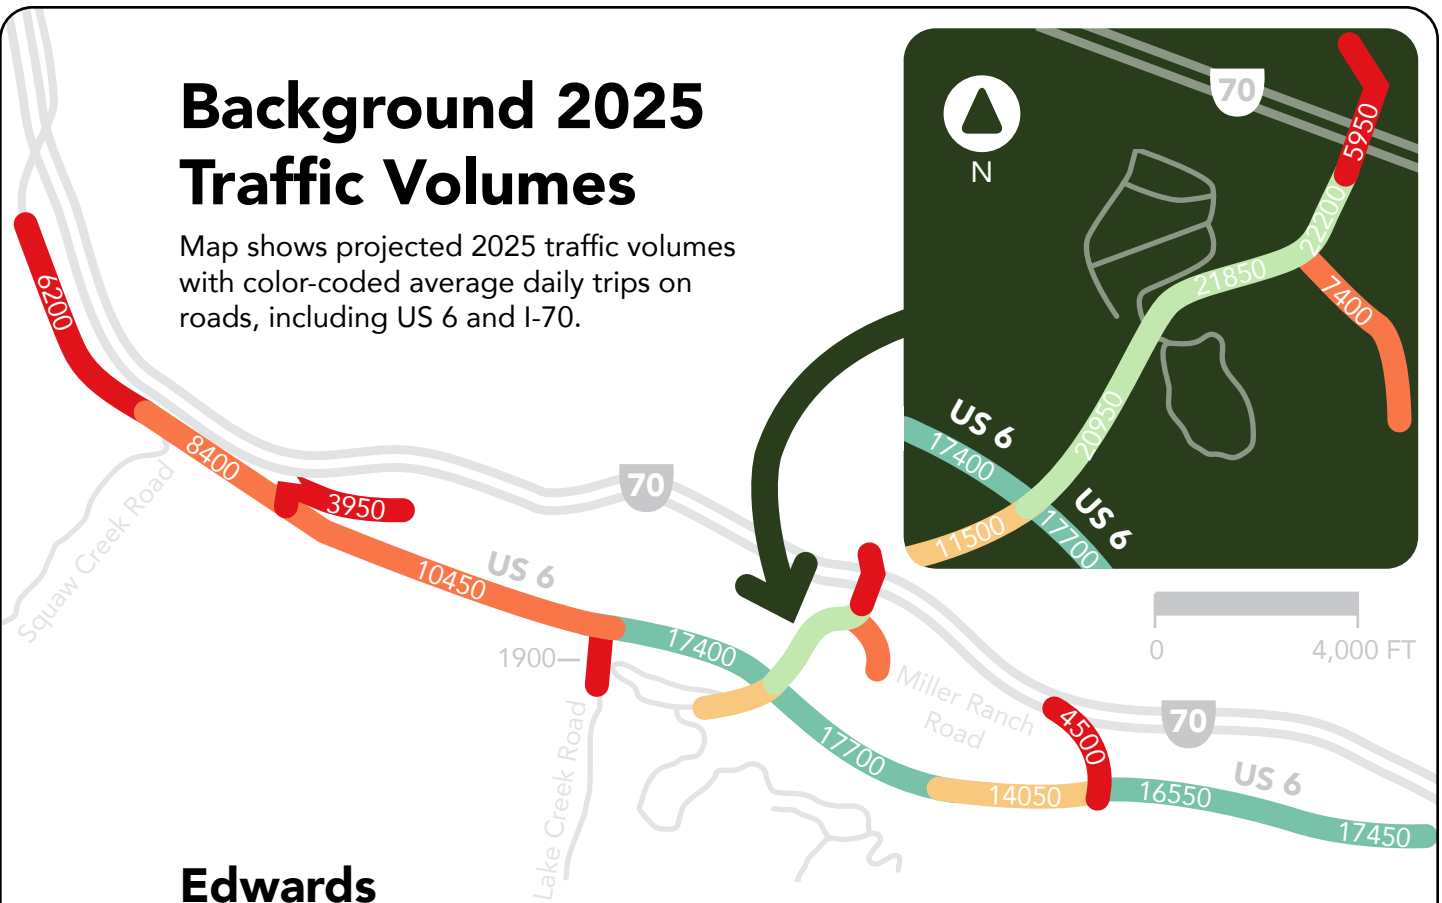 Background 2025
Traffic Volumes
Map shows projected 2025 traffic volumes
with color-coded average daily trips on
roads, including US 6 and I-70.
70
N
5950
22200
21850
7400
20950
US 6
17400
US 6
17700
11500
6200
8400
3950
70
Squaw Creek Road
10450
US 6
17400
1900
Lake Creek Road
Miller Ranch
Road
17700
14050
4500
70
US 6
16550
17450
0
4,000 FT
Edwards